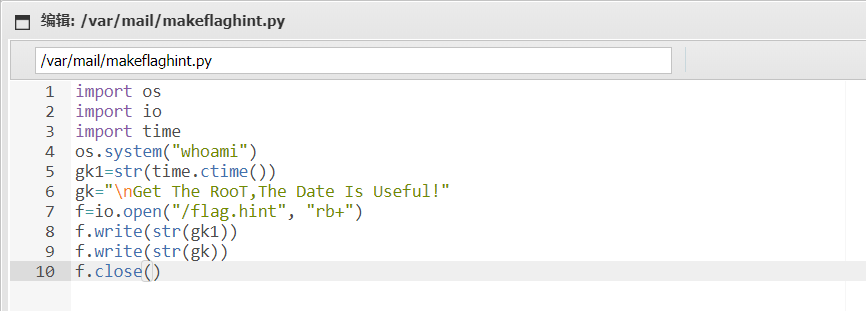 编辑: /var/mail/makeflaghint.py
/var/mail/makeflaghint.py
1 import os
2 import io
3 import time
4 os.system("whoami")
5 gk1=str(time.ctime())
6 gk="\nGet The RooT,The Date Is Useful!"
7 f=io.open("/flag.hint", "rb+")
8 f.write(str(gk1))
9 f.write(str(gk))
10 f.close()